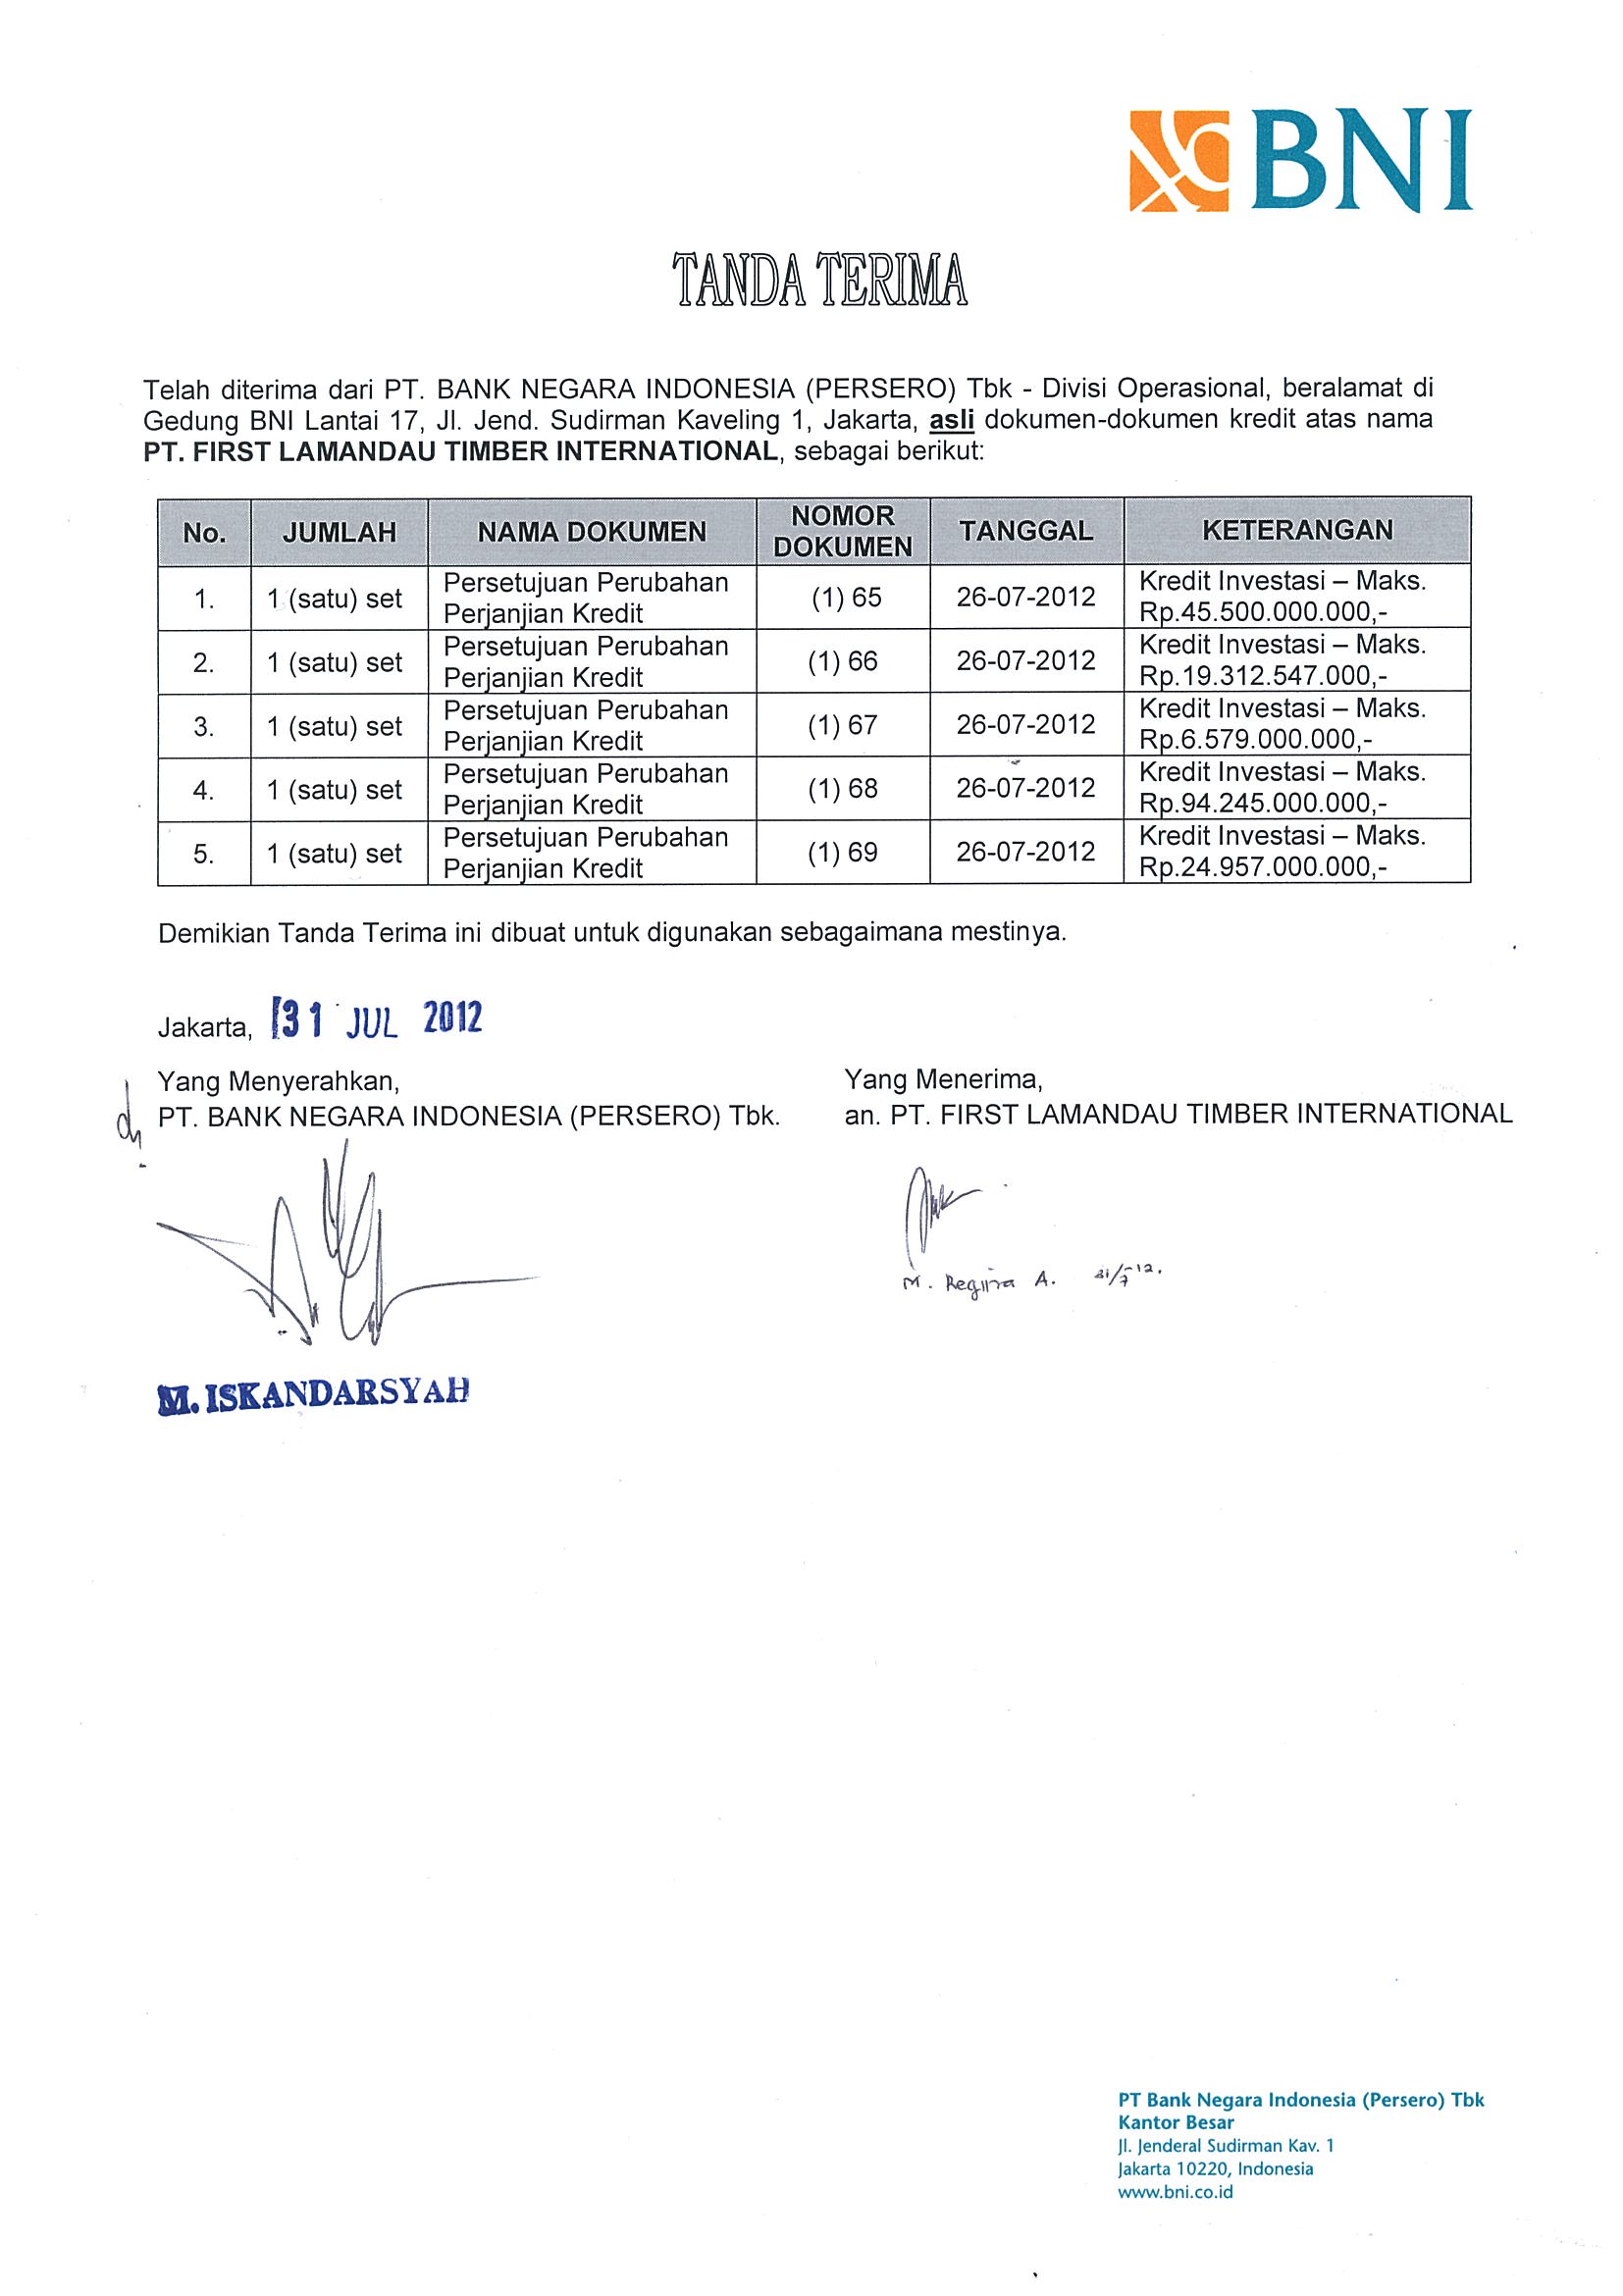 BNI
TANDA TERIMA
Telah diterima dari PT. BANK NEGARA INDONESIA (PERSERO) Tbk - Divisi Operasional, beralamat di
Gedung BNI Lantai 17, Jl. Jend. Sudirman Kaveling 1, Jakarta, asli dokumen-dokumen kredit atas nama
PT. FIRST LAMANDAU TIMBER INTERNATIONAL, sebagai berikut:
No. JUMLAH NAMA DOKUMEN NOMOR DOKUMEN TANGGAL KETERANGAN
1. 1 (satu) set Persetujuan Perubahan Perjanjian Kredit (1) 65 26-07-2012 Kredit Investasi – Maks. Rp.45.500.000.000,-
2. 1 (satu) set Persetujuan Perubahan Perjanjian Kredit (1) 66 26-07-2012 Kredit Investasi – Maks. Rp.19.312.547.000,-
3. 1 (satu) set Persetujuan Perubahan Perjanjian Kredit (1) 67 26-07-2012 Kredit Investasi – Maks. Rp.6.579.000.000,-
4. 1 (satu) set Persetujuan Perubahan Perjanjian Kredit (1) 68 26-07-2012 Kredit Investasi – Maks. Rp.94.245.000.000,-
5. 1 (satu) set Persetujuan Perubahan Perjanjian Kredit (1) 69 26-07-2012 Kredit Investasi – Maks. Rp.24.957.000.000,-
Demikian Tanda Terima ini dibuat untuk digunakan sebagaimana mestinya.
Jakarta, 31 JUL 2012
Yang Menyerahkan,
PT. BANK NEGARA INDONESIA (PERSERO) Tbk.
M. ISKANDARSYAH
Yang Menerima,
an. PT. FIRST LAMANDAU TIMBER INTERNATIONAL
M. Regina A. 31/7-12.
PT Bank Negara Indonesia (Persero) Tbk
Kantor Besar
Jl. Jenderal Sudirman Kav. 1
Jakarta 10220, Indonesia
www.bni.co.id